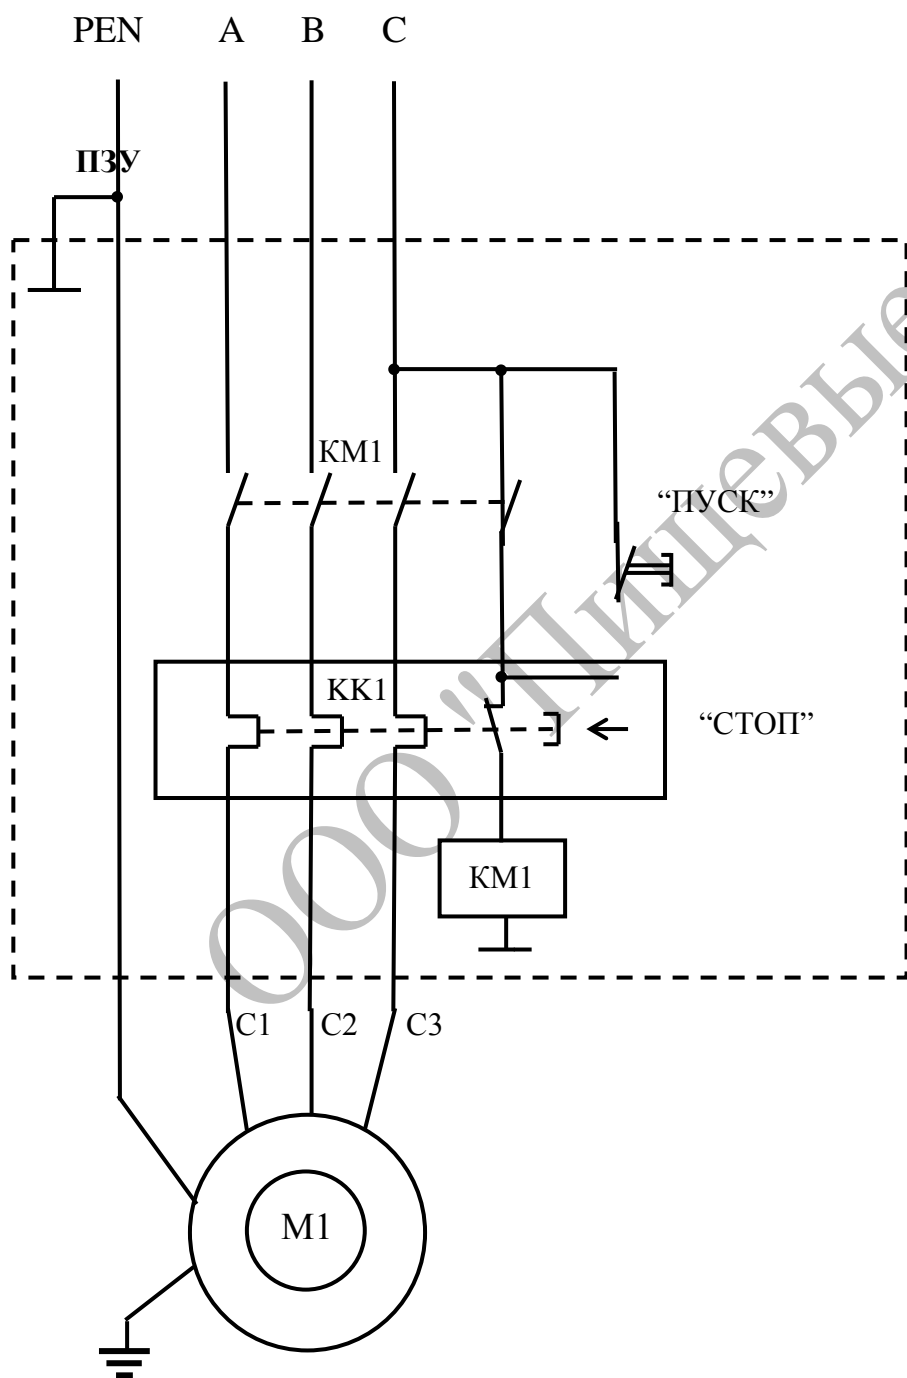 PEN A B C
ПЗУ
КМ1
“ПУСК”
КК1
“СТОП”
КМ1
С1 С2 С3
М1
ООО "Пищевые